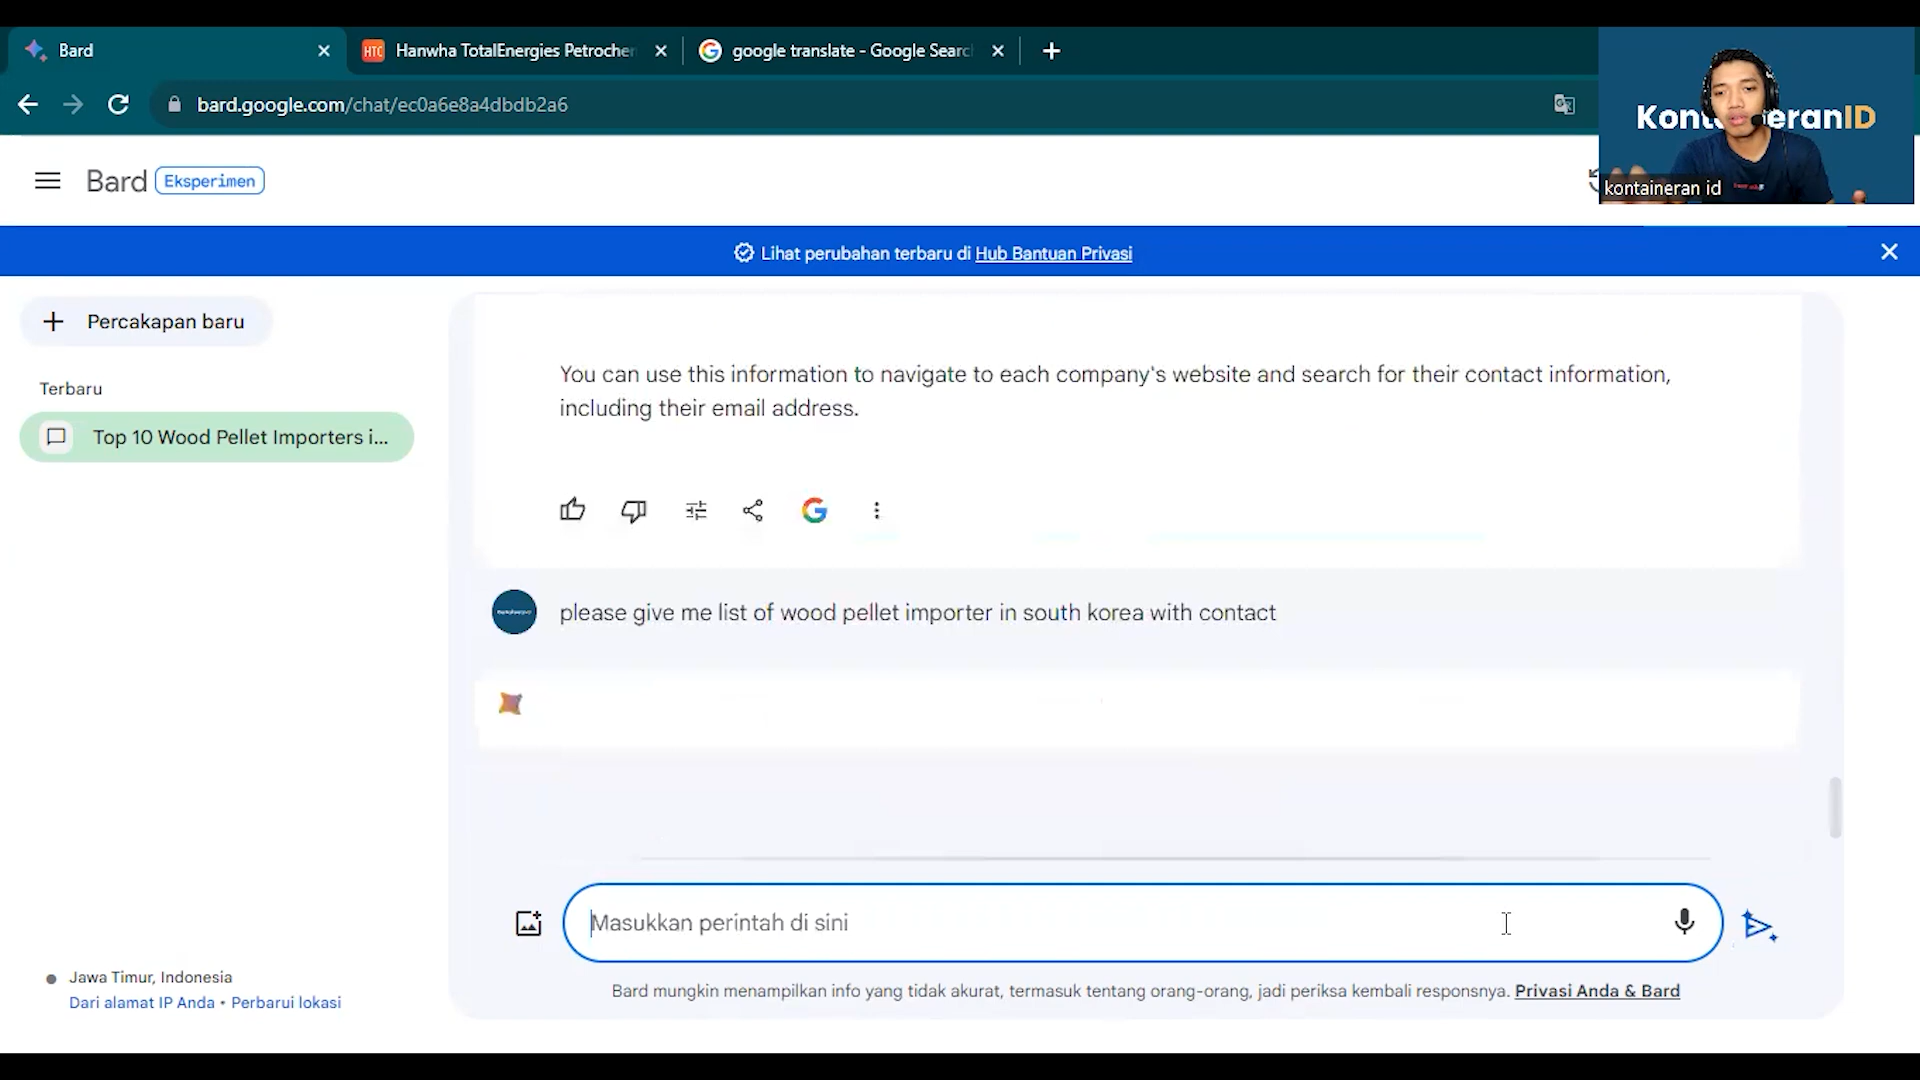 Bard
HTC
Hanwha TotalEnergies Petrocher
google translate - Google Searc
bard.google.com/chat/ec0a6e8a4dbdb2a6
KontaineranID
kontaineran id
Bard
Eksperimen
Lihat perubahan terbaru di Hub Bantuan Privasi
Percakapan baru
Terbaru
Top 10 Wood Pellet Importers i...
You can use this information to navigate to each company's website and search for their contact information,
including their email address.
please give me list of wood pellet importer in south korea with contact
Masukkan perintah di sini
Jawa Timur, Indonesia
Dari alamat IP Anda • Perbarui lokasi
Bard mungkin menampilkan info yang tidak akurat, termasuk tentang orang-orang, jadi periksa kembali responsnya. Privasi Anda & Bard